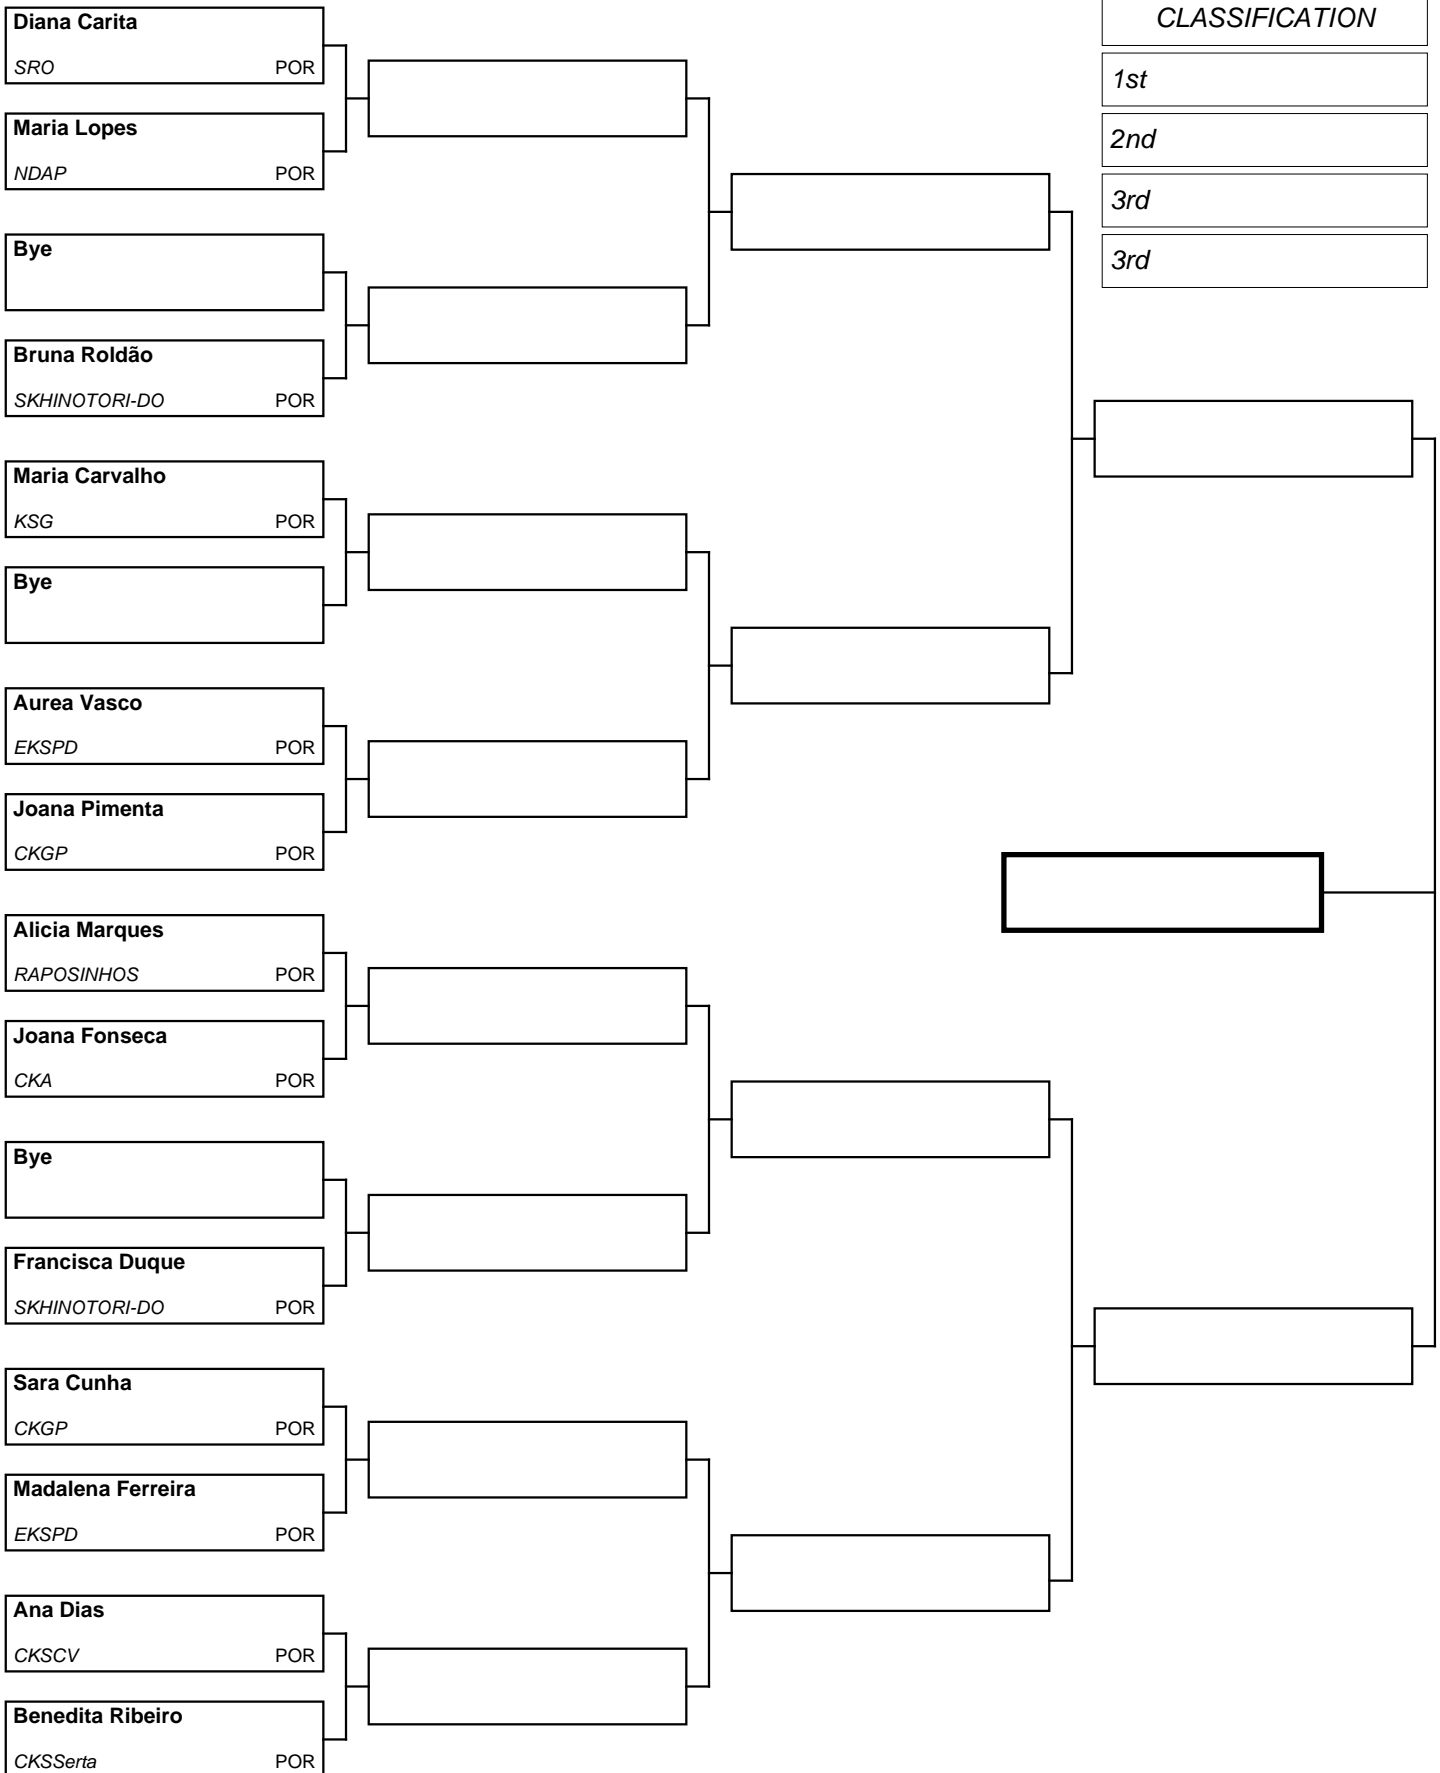 Diana Carita
SRO POR
Maria Lopes
NDAP POR
Bye
Bruna Roldão
SKHINOTORI-DO POR
Maria Carvalho
KSG POR
Bye
Aurea Vasco
EKSPD POR
Joana Pimenta
CKGP POR
Alicia Marques
RAPOSINHOS POR
Joana Fonseca
CKA POR
Bye
Francisca Duque
SKHINOTORI-DO POR
Sara Cunha
CKGP POR
Madalena Ferreira
EKSPD POR
Ana Dias
CKSCV POR
Benedita Ribeiro
CKSSerta POR
CLASSIFICATION
1st
2nd
3rd
3rd